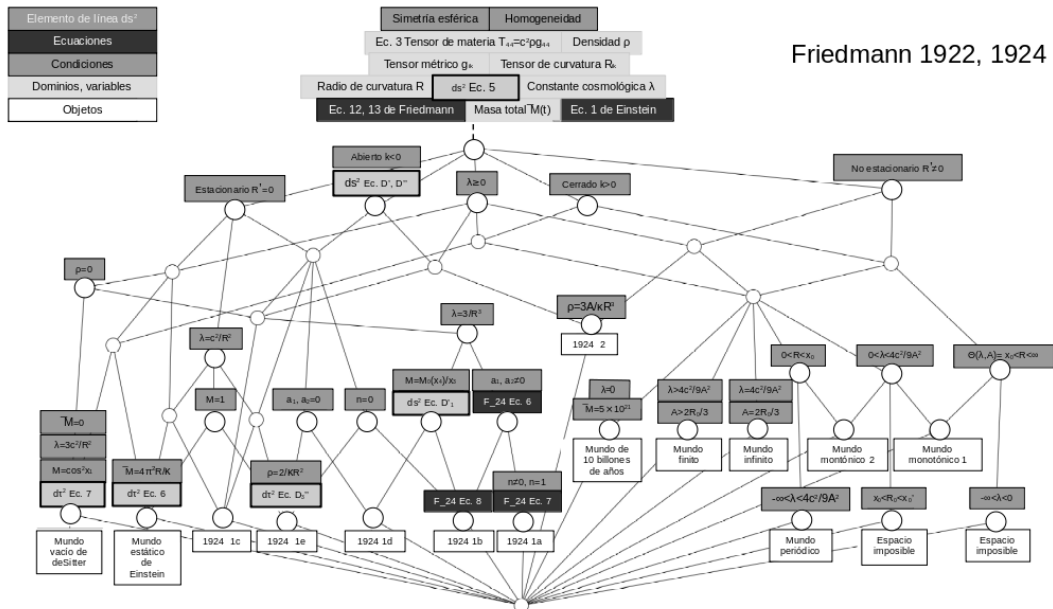 Elemento de línea ds²
Ecuaciones
Condiciones
Dominios, variables
Objetos
Simetría esférica
Homogeneidad
Ec. 3 Tensor de materia T₄₄=c²ρg₄₄
Densidad ρ
Tensor métrico gᵢₖ
Tensor de curvatura Rᵢₖ
Radio de curvatura R
ds² Ec. 5
Constante cosmológica λ
Ec. 12, 13 de Friedmann
Masa total ‾M(t)
Ec. 1 de Einstein
Friedmann 1922, 1924
Abierto k<0
ds² Ec. D', D''
Estacionario R'=0
λ≥0
Cerrado k>0
No estacionario R'≠0
ρ=0
λ=c²/R²
λ=3/R³
ρ=3A/κR³
1924 2
0<R<x₀
0<λ<4c²/9A²
Θ(λ,A)= x₀<R<∞
M=1
a₁, a₀=0
n=0
M=M₀(x₄)/x₃
ds² Ec. D'₁
a₁, a₂≠0
F_24 Ec. 6
λ=0
‾M=5×10²¹
Mundo de
10 billones
de años
λ>4c²/9A²
A>2R₀/3
Mundo
finito
λ=4c²/9A²
A=2R₀/3
Mundo
infinito
Mundo
montónico 2
Mundo
monotónico 1
‾M=0
λ=3c²/R²
M=cos²x₁
dτ² Ec. 7
Mundo
vacío de
deSitter
‾M=4π²R/K
dτ² Ec. 6
Mundo
estático
de
Einstein
1924 1c
ρ=2/KR²
dτ² Ec. D₀''
1924 1e
1924 1d
F_24 Ec. 8
1924 1b
n≠0, n=1
F_24 Ec. 7
1924 1a
-∞<λ<4c²/9A²
Mundo
periódico
x₀<R₀<x₀'
Espacio
imposible
-∞<λ<0
Espacio
imposible